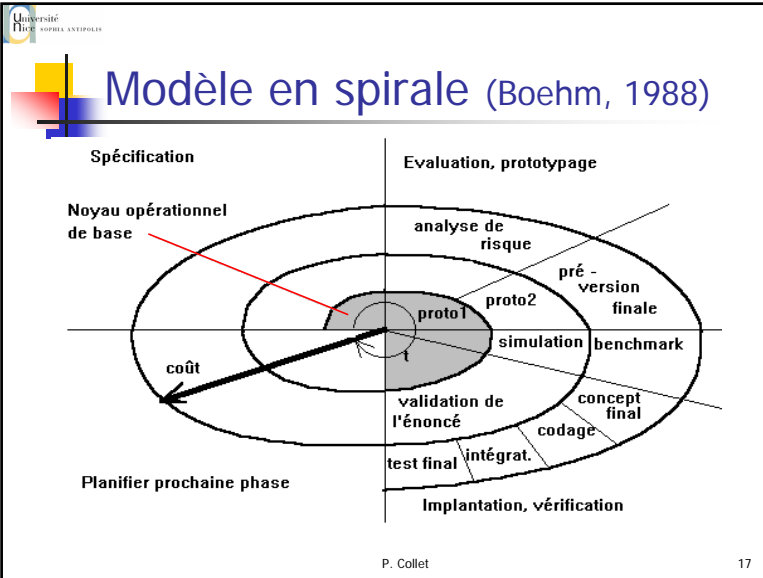 Université
Nice SOPHIA ANTIPOLIS
Modèle en spirale (Boehm, 1988)
Spécification
Evaluation, prototypage
Noyau opérationnel
de base
analyse de
risque
pré -
version
finale
proto1
proto2
simulation
benchmark
t
coût
validation de
l'énoncé
concept
final
codage
intégrat.
test final
Planifier prochaine phase
Implantation, vérification
P. Collet
17